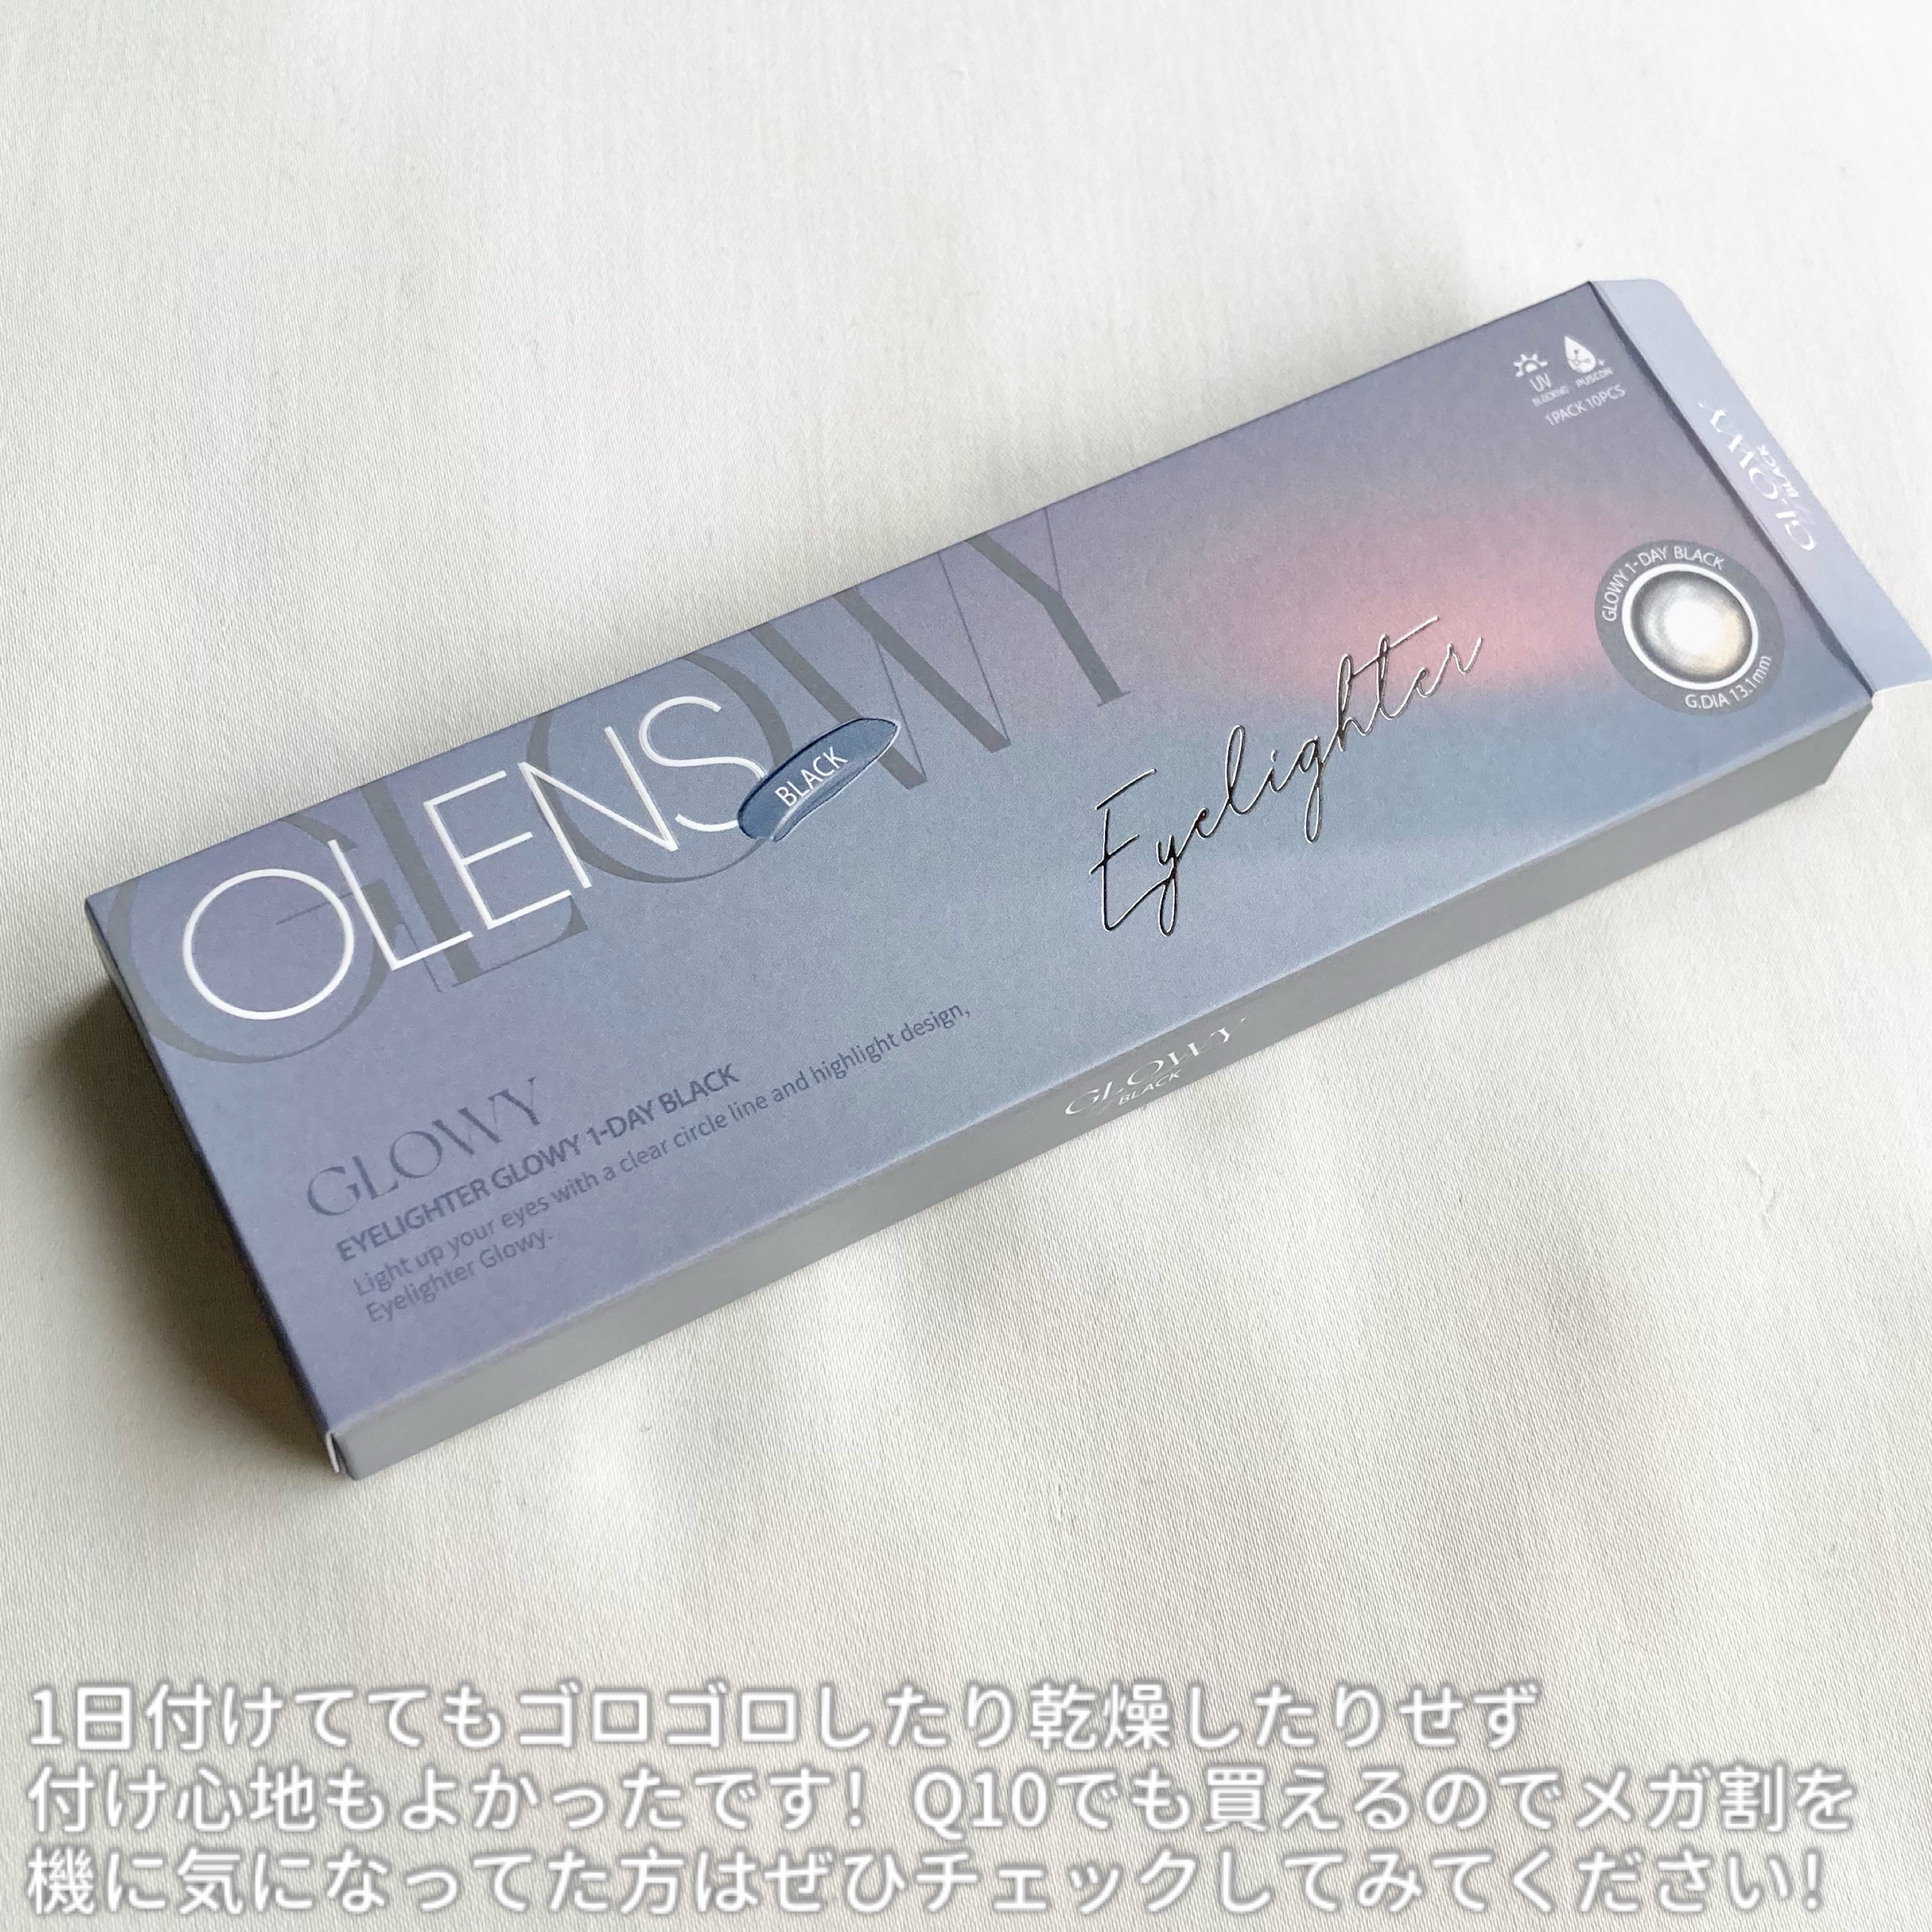 UV
BLOCKING
PUSCON
1PACK 10PCS
GLOWY
BLACK
GLOWY
OLENS
BLACK
Eyelighter
GLOWY 1-DAY BLACK
G.DIA 13.1mm
GLOWY
EYELIGHTER GLOWY 1-DAY BLACK
Light up your eyes with a clear circle line and highlight design,
Eyelighter Glowy.
GLOWY
BLACK
1日付けててもゴロゴロしたり乾燥したりせず
付け心地もよかったです！Q10でも買えるのでメガ割を
機に気になってた方はぜひチェックしてみてください！